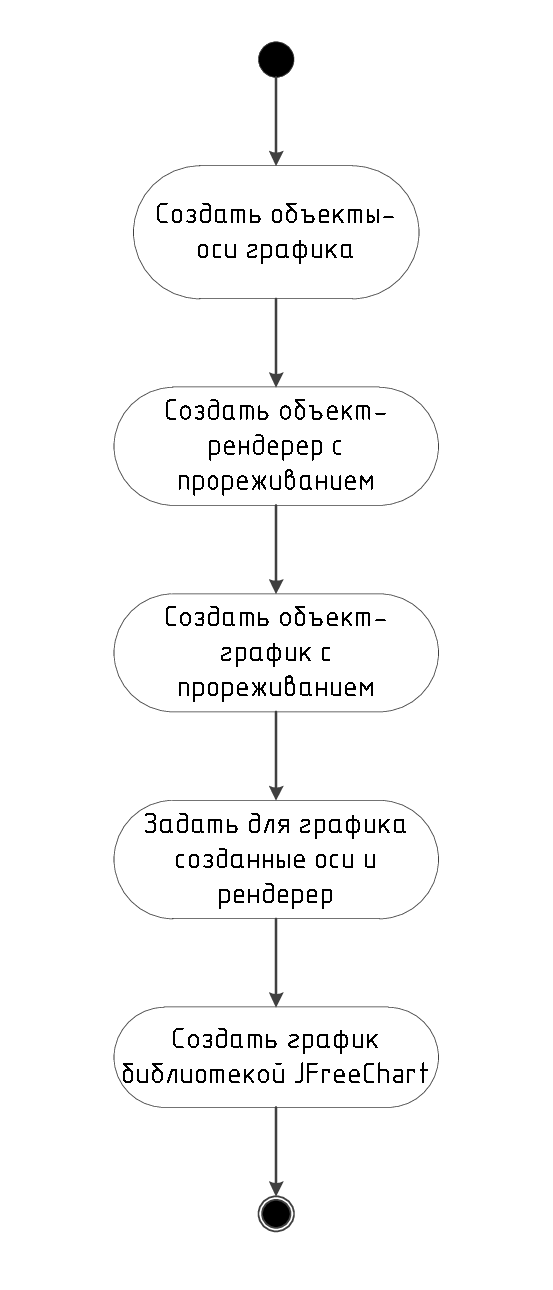 Создать объекты-
оси графика
Создать объект-
рендерер с
прореживанием
Создать объект-
график с
прореживанием
Задать для графика
созданные оси и
рендерер
Создать график
библиотекой JFreeChart